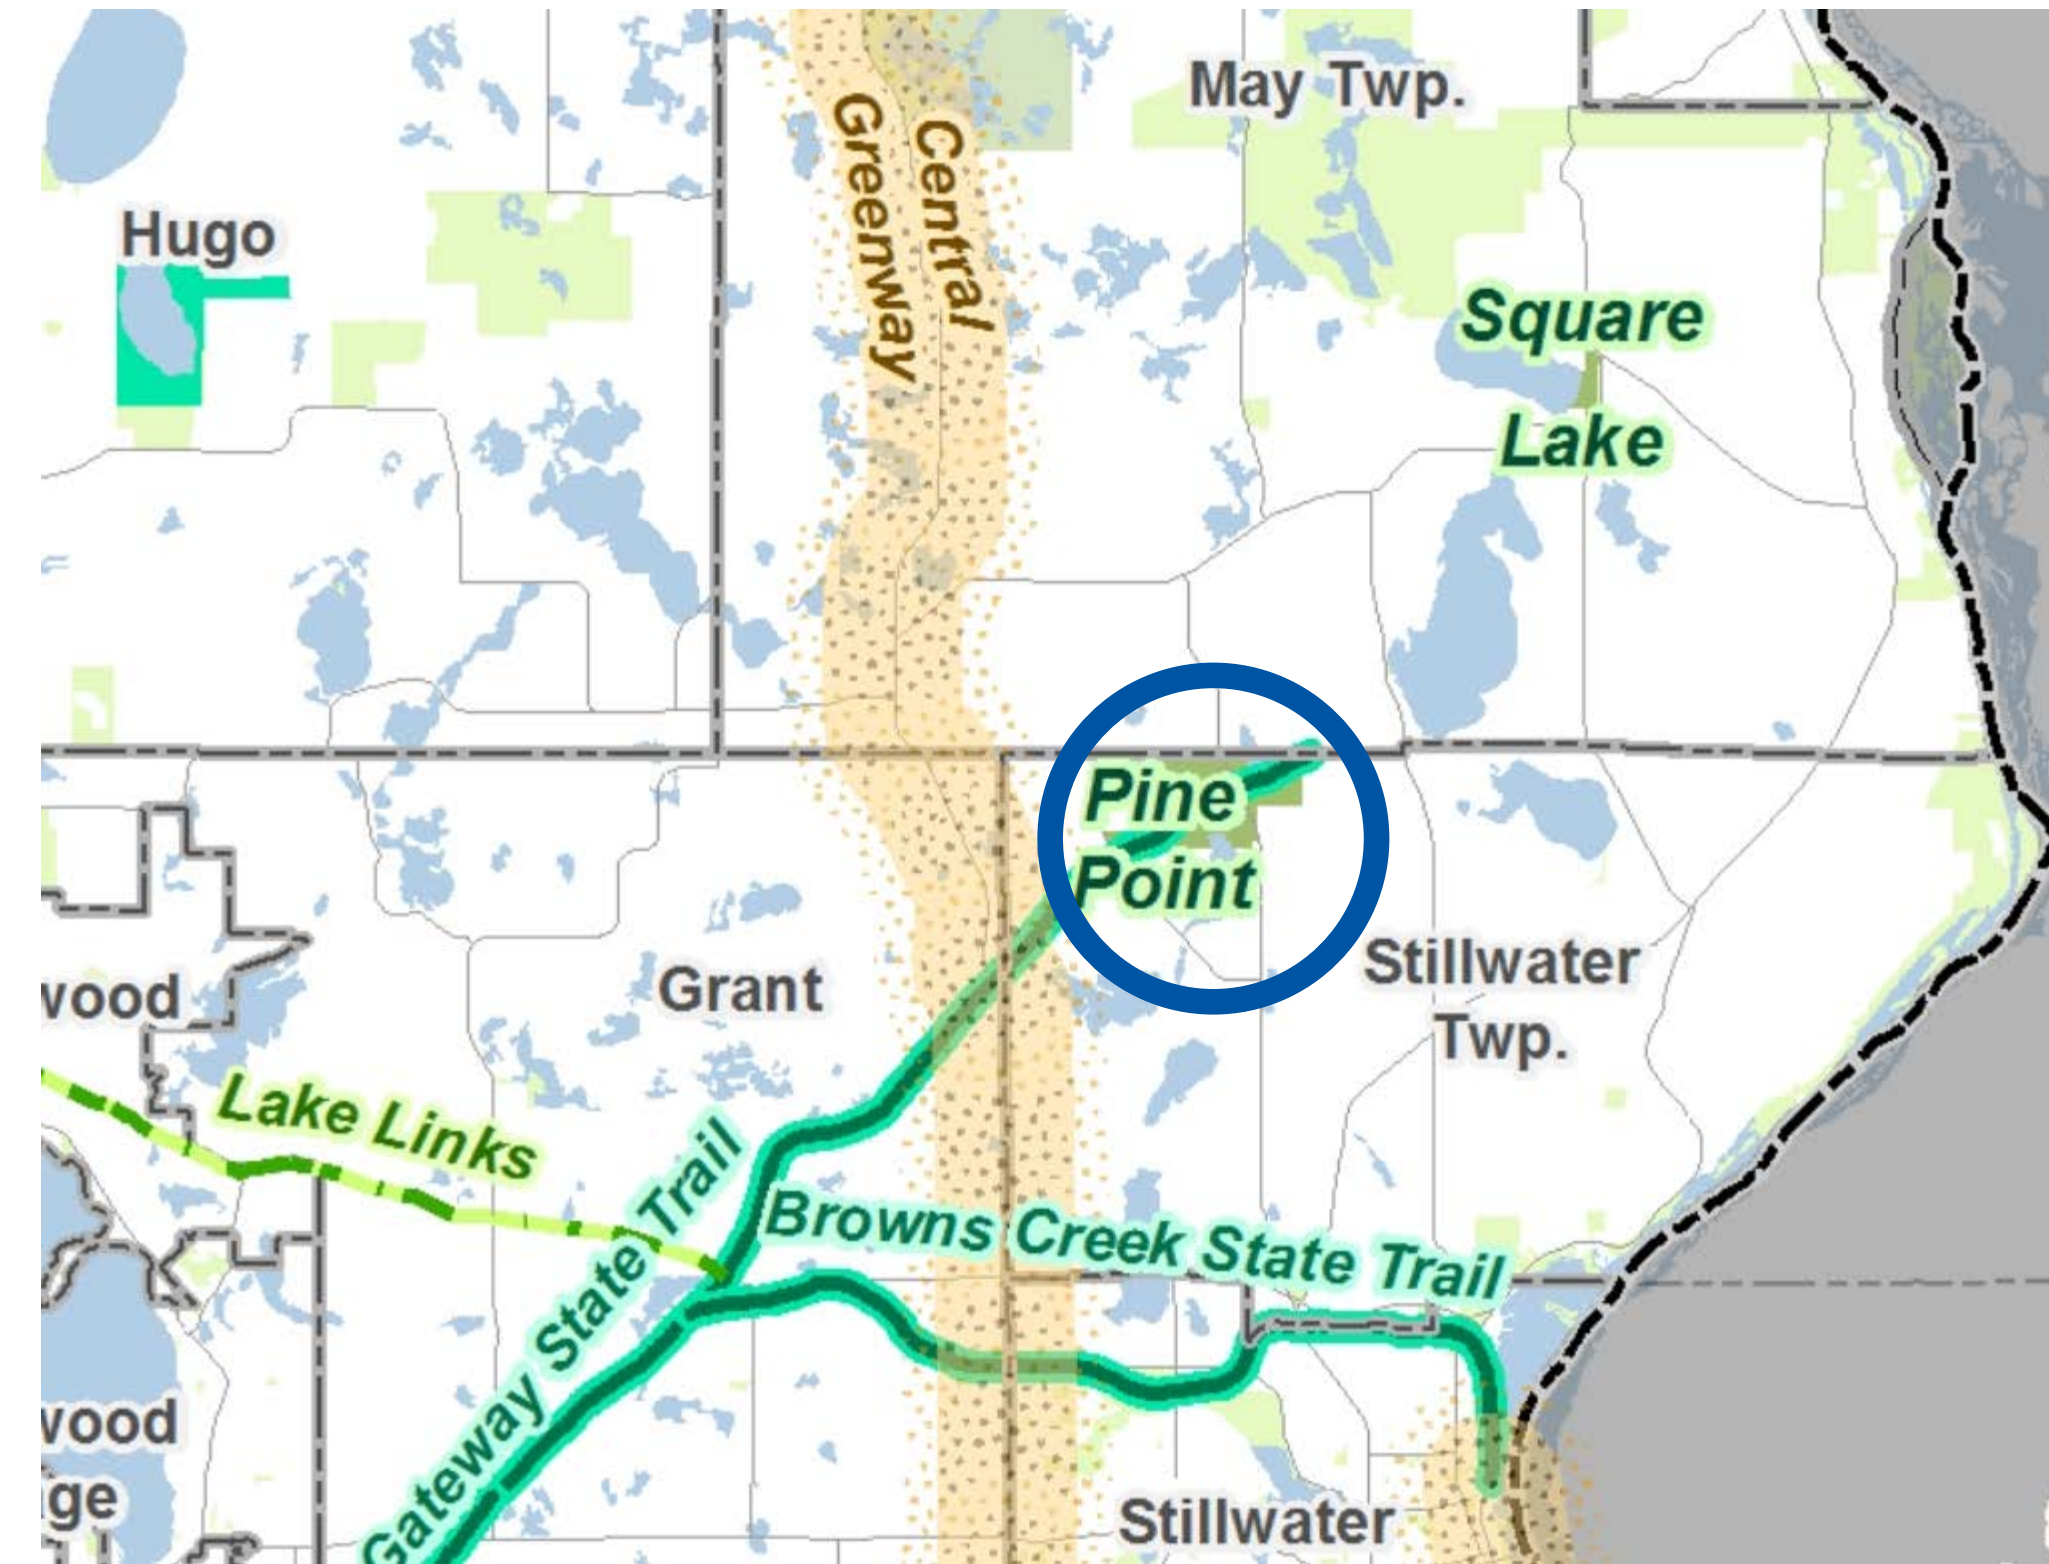 May Twp.
Central
Greenway
Hugo
Square
Lake
Pine
Point
Grant
Stillwater
Twp.
wood
Lake Links
Gateway State Trail
Browns Creek State Trail
wood
ge
Stillwater